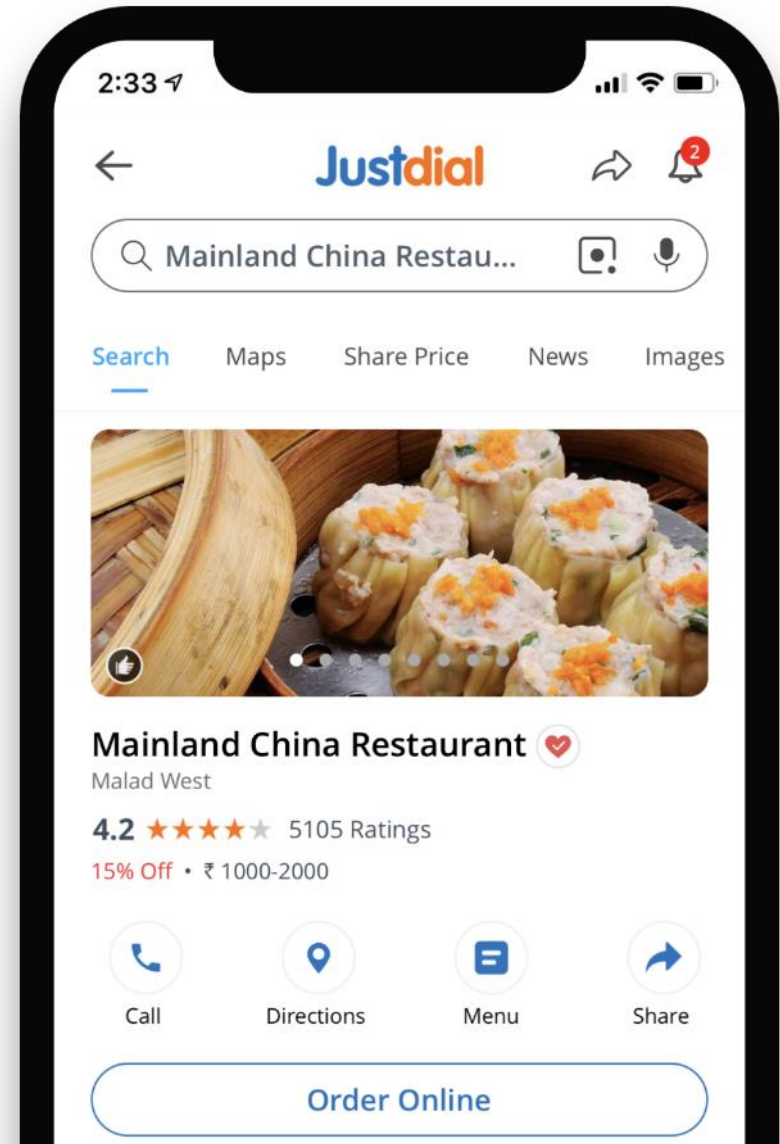 2:33
Justdial
2
Mainland China Restau...
Search Maps Share Price News Images
Mainland China Restaurant
Malad West
4.2 ★★★★★ 5105 Ratings
15% Off • ₹ 1000-2000
Call Directions Menu Share
Order Online